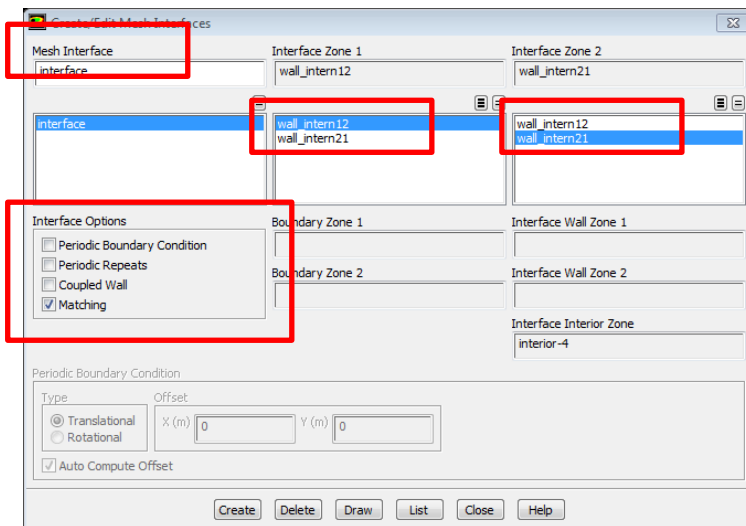 Create/Edit Mesh Interfaces
Mesh Interface
Interface Zone 1
Interface Zone 2
interface
wall_intern12
wall_intern21
interface
wall_intern12
wall_intern21
wall_intern12
wall_intern21
Interface Options
Periodic Boundary Condition
Periodic Repeats
Coupled Wall
Matching
Boundary Zone 1
Interface Wall Zone 1
Boundary Zone 2
Interface Wall Zone 2
Interface Interior Zone
interior-4
Periodic Boundary Condition
Type
Translational
Rotational
Offset
X (m) 0
Y (m) 0
Auto Compute Offset
Create Delete Draw List Close Help